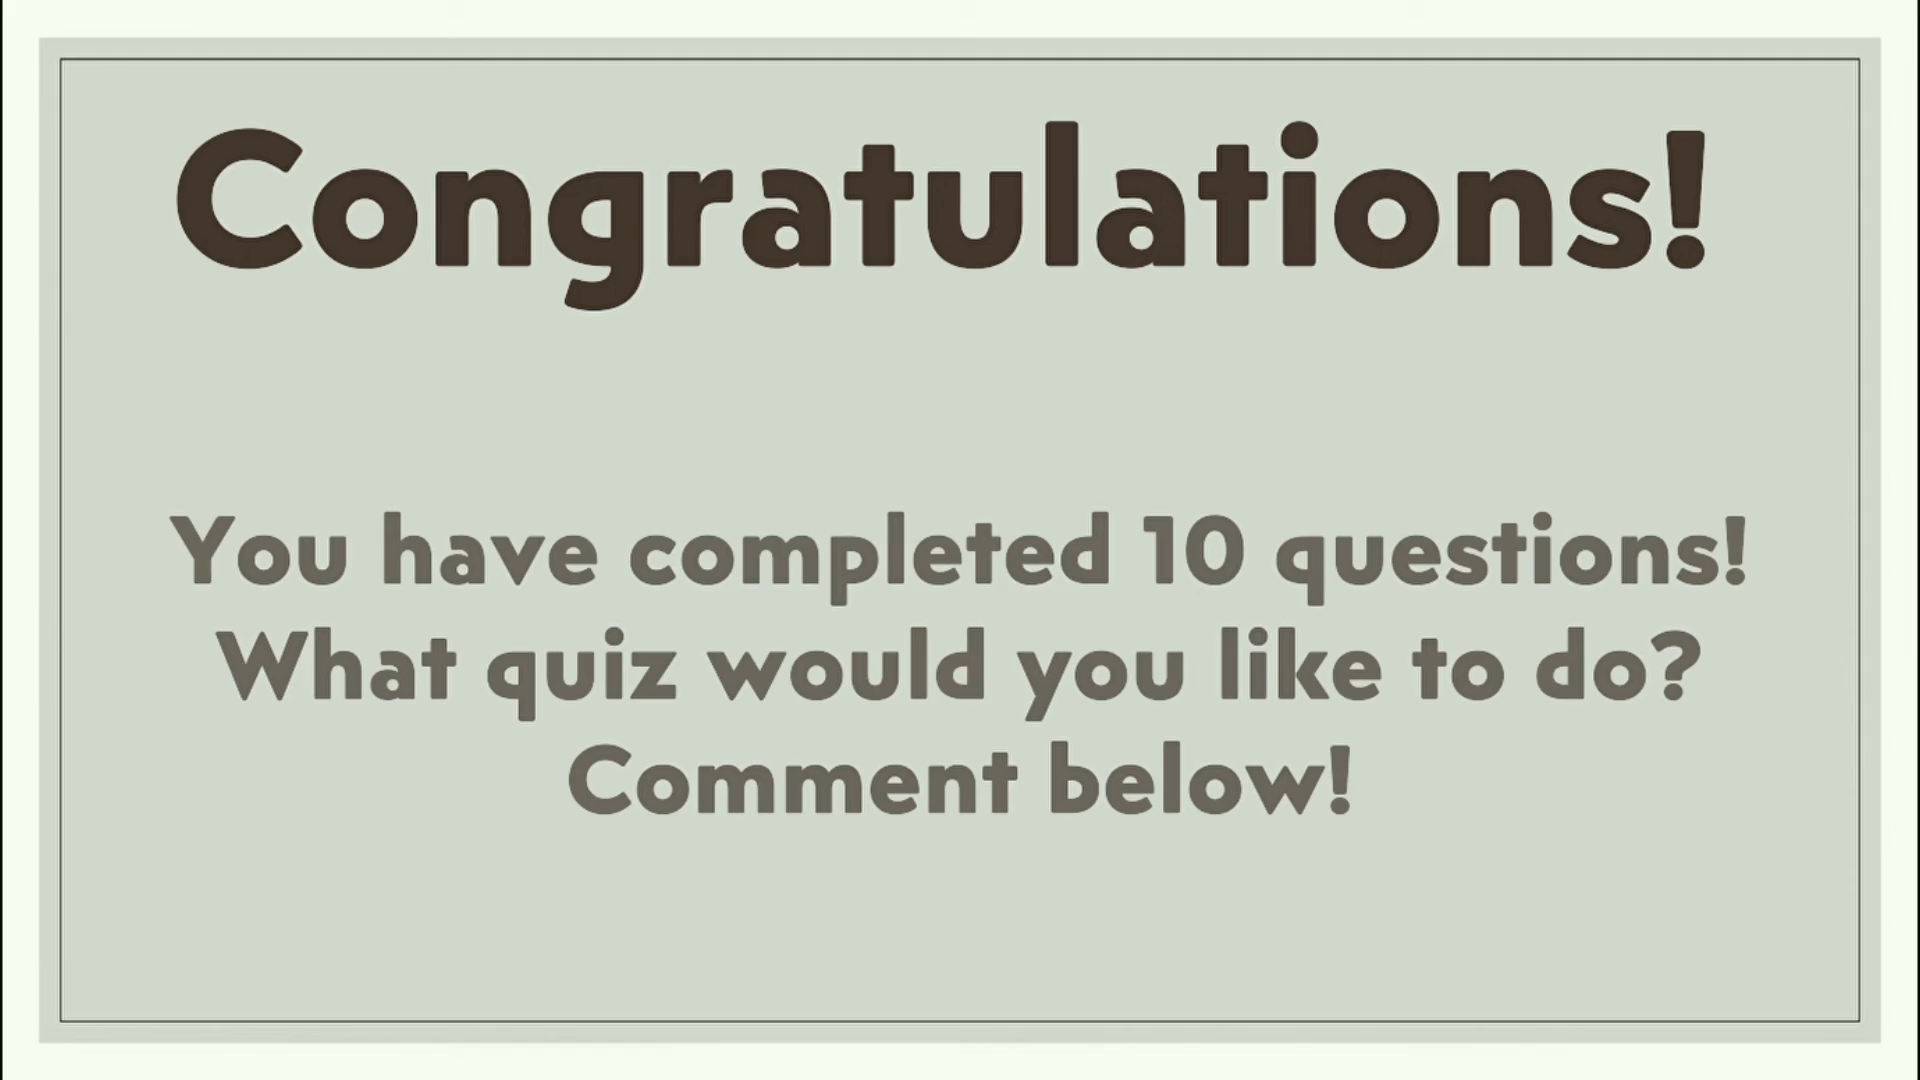 Congratulations!
You have completed 10 questions!
What quiz would you like to do?
Comment below!